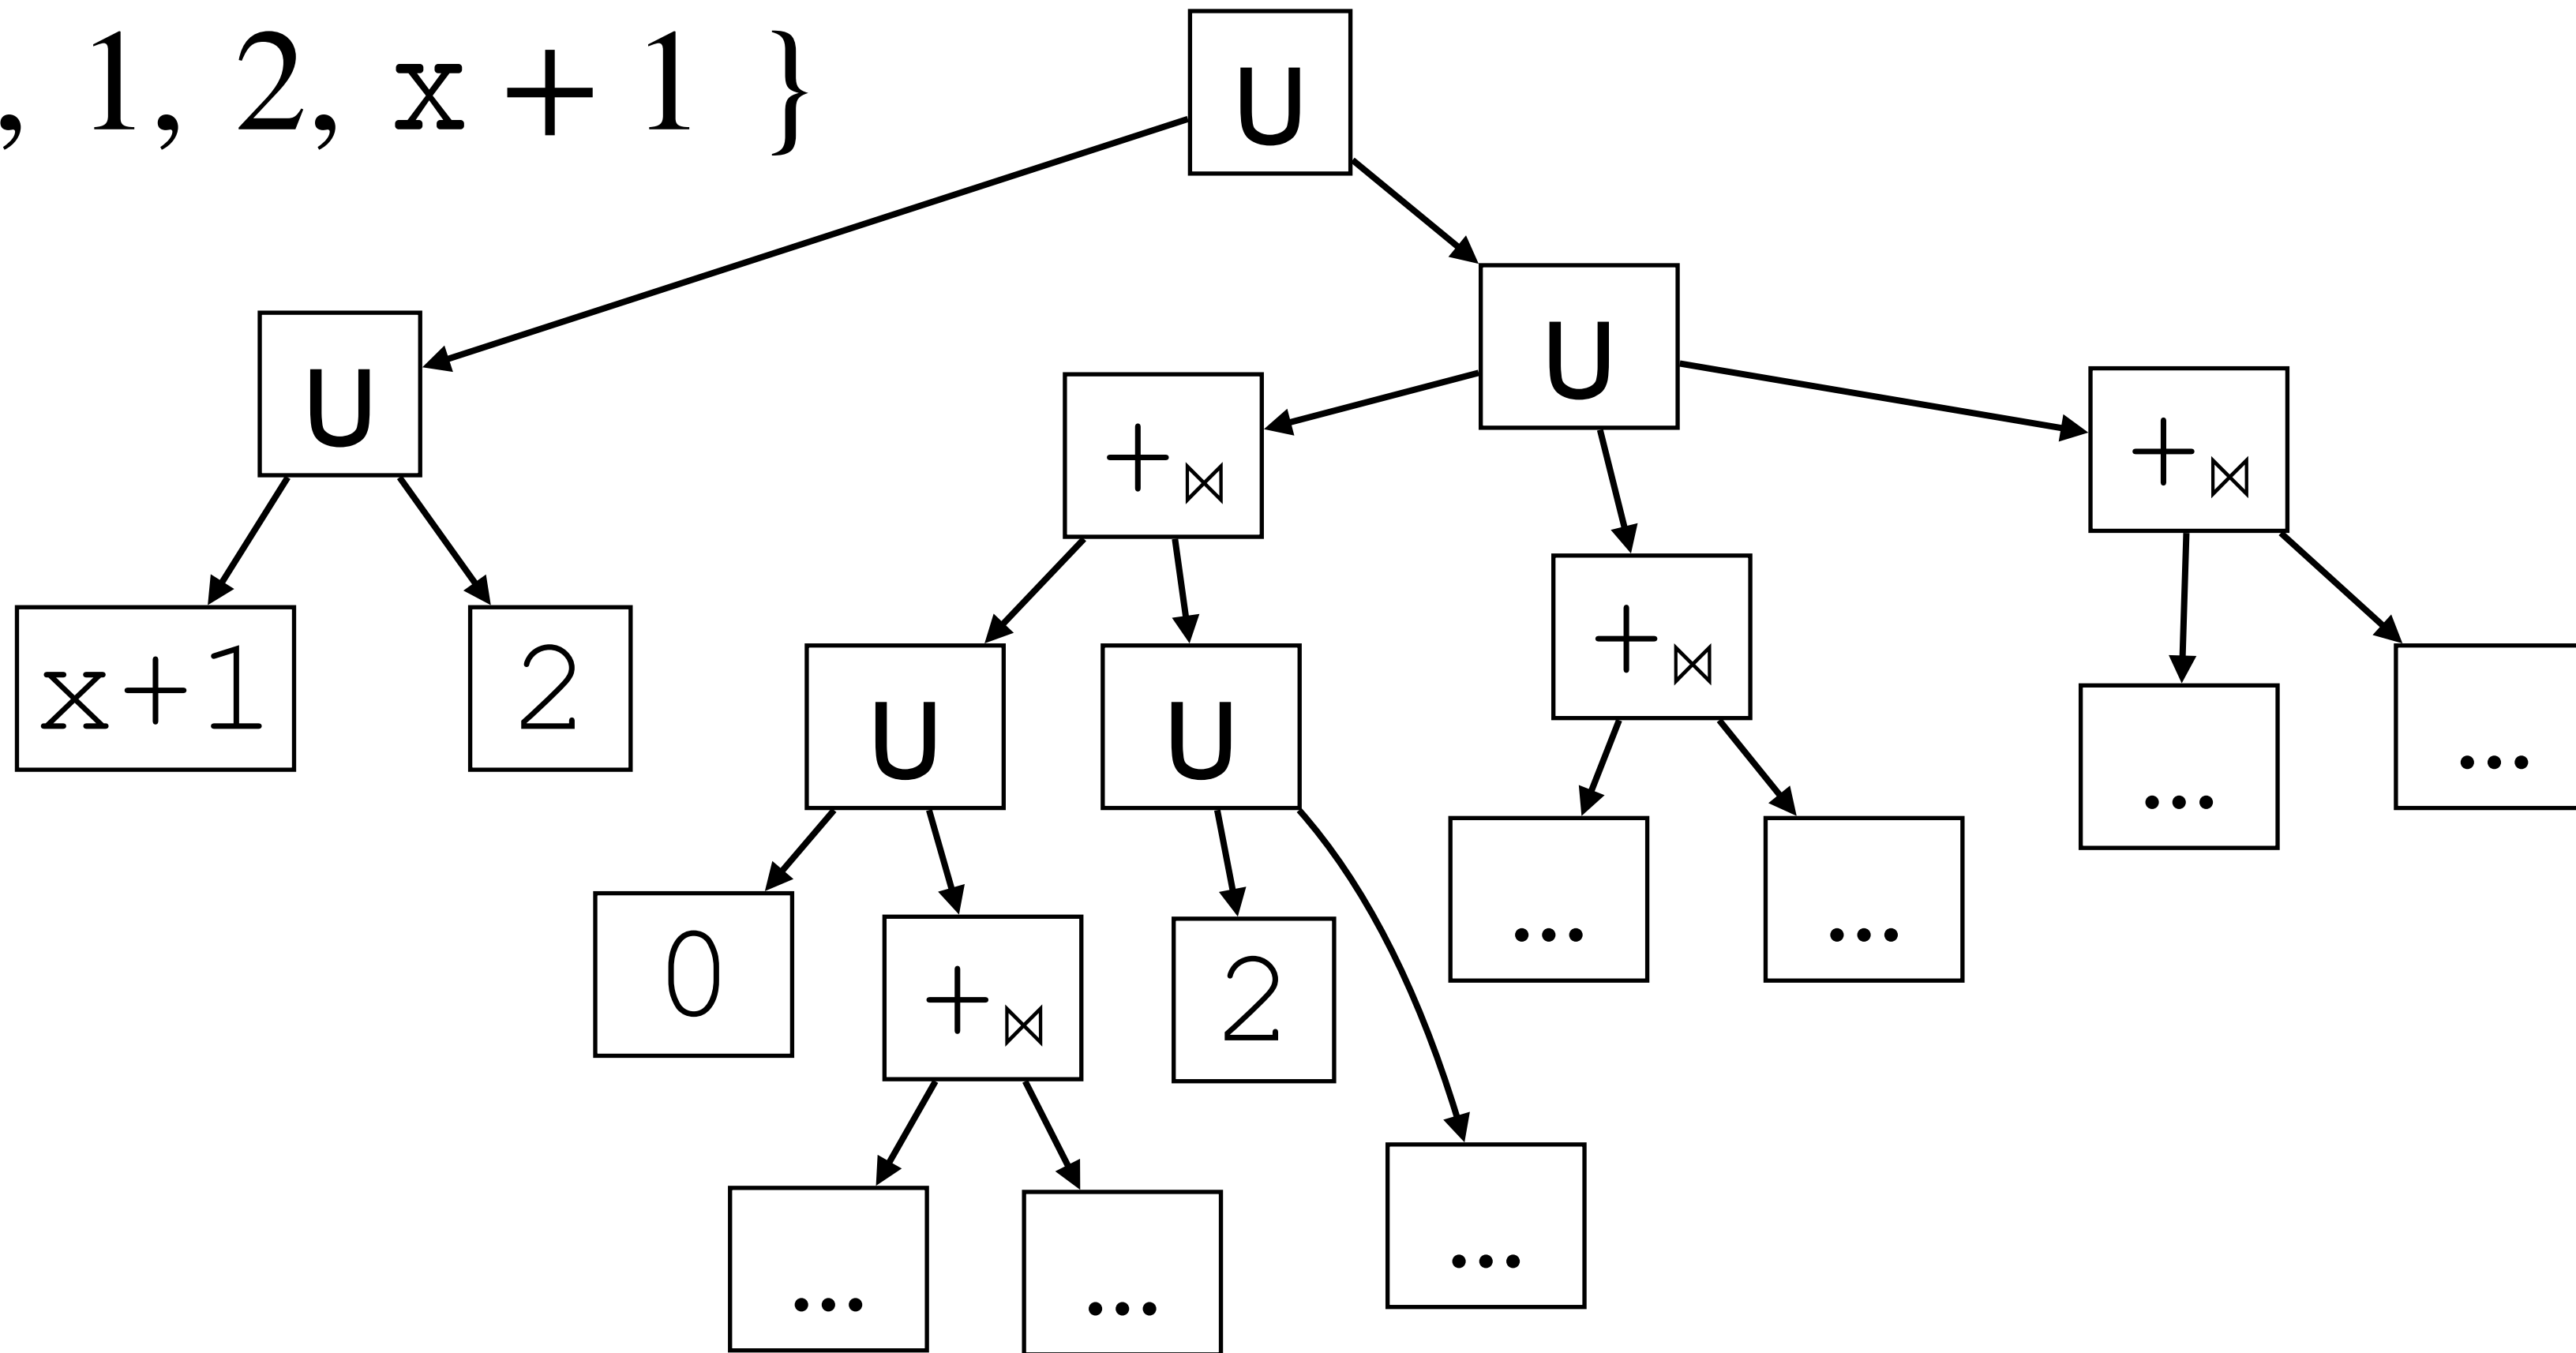 , 1, 2, x + 1 }
U
U
U
+⋈
+⋈
+⋈
x+1
2
U
U
...
...
0
+⋈
2
...
...
...
...
...